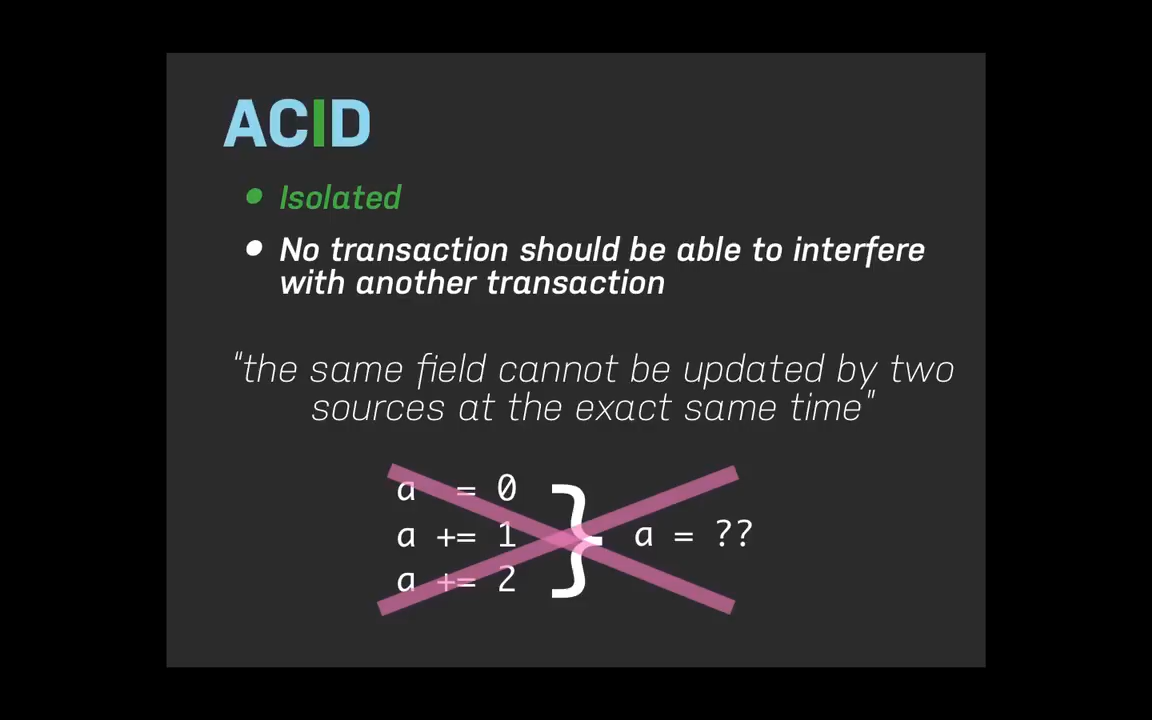 ACID
• Isolated
• No transaction should be able to interfere
with another transaction
"the same field cannot be updated by two
sources at the exact same time"
a = 0
a += 1
a += 2
} a = ??